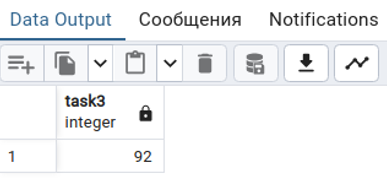 Data Output Сообщения Notifications
task3
integer
1 92